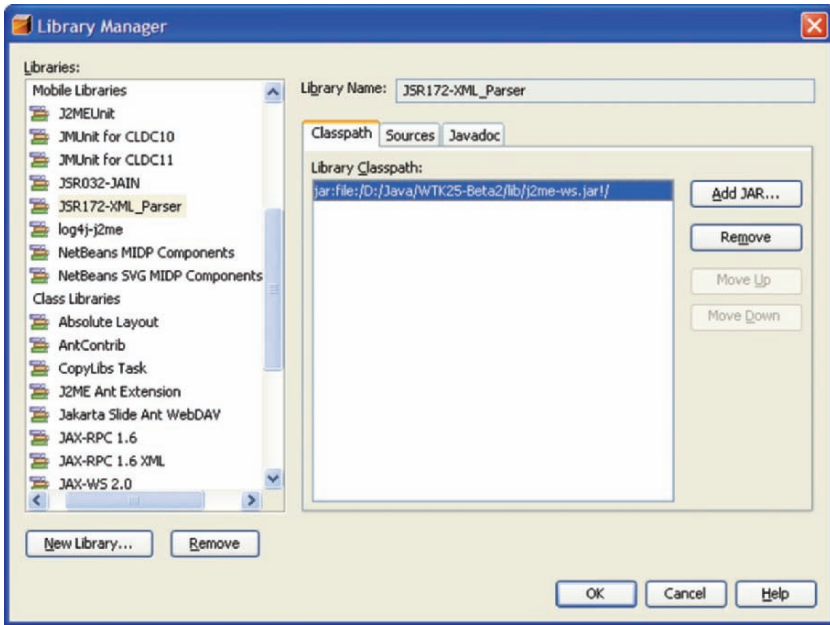 Library Manager
Libraries:
Mobile Libraries
J2MEUnit
JMUnit for CLDC10
JMUnit for CLDC11
JSR032-JAIN
JSR172-XML_Parser
log4j-j2me
NetBeans MIDP Components
NetBeans SVG MIDP Components
Class Libraries
Absolute Layout
AntContrib
CopyLibs Task
J2ME Ant Extension
Jakarta Slide Ant WebDAV
JAX-RPC 1.6
JAX-RPC 1.6 XML
JAX-WS 2.0
New Library...
Remove
Library Name: JSR172-XML_Parser
Classpath Sources Javadoc
Library Classpath:
jar:file:/D:/Java/WTK25-Beta2/lib/j2me-ws.jar!/
Add JAR...
Remove
Move Up
Move Down
OK Cancel Help